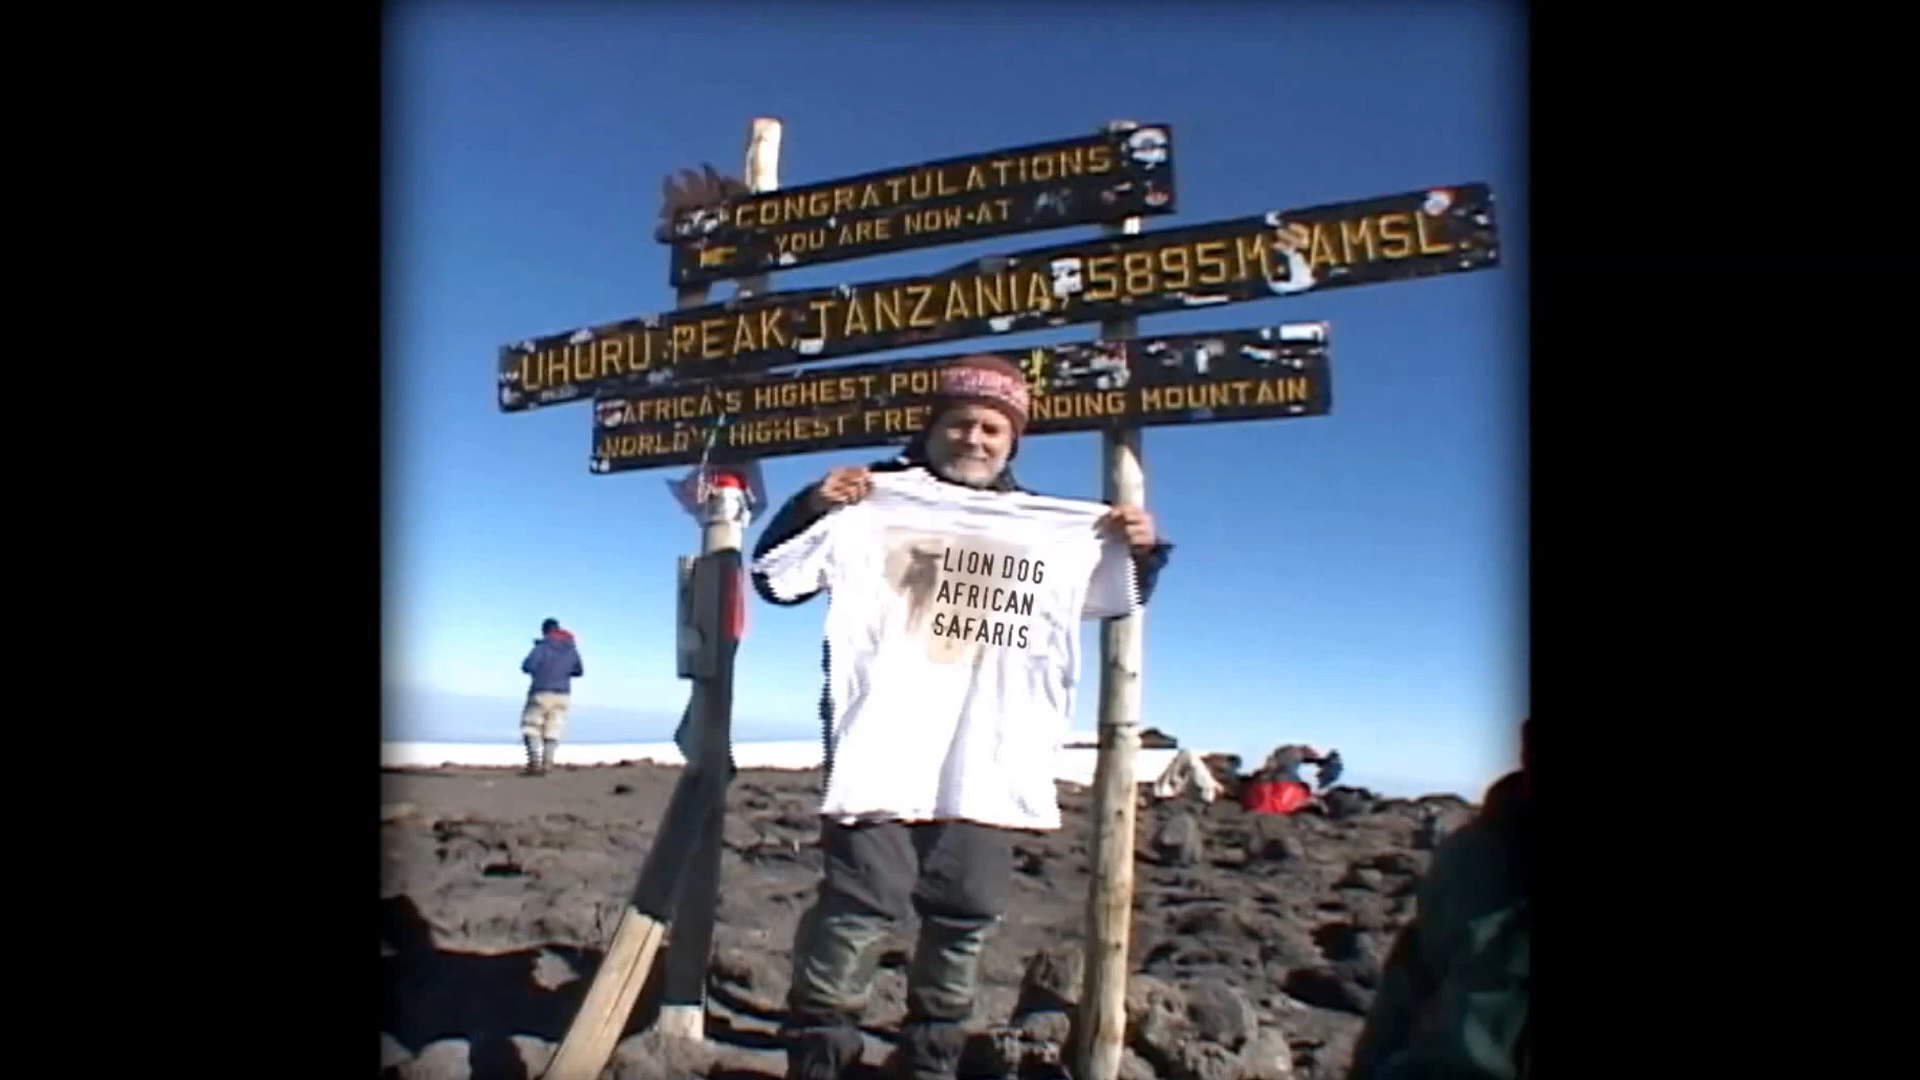 CONGRATULATIONS
YOU ARE NOW AT
UHURU PEAK, TANZANIA, 5895M. AMSL.
AFRICA'S HIGHEST
WORLD'S HIGHEST MOUNTAIN
LION DOG
AFRICAN
SAFARIS